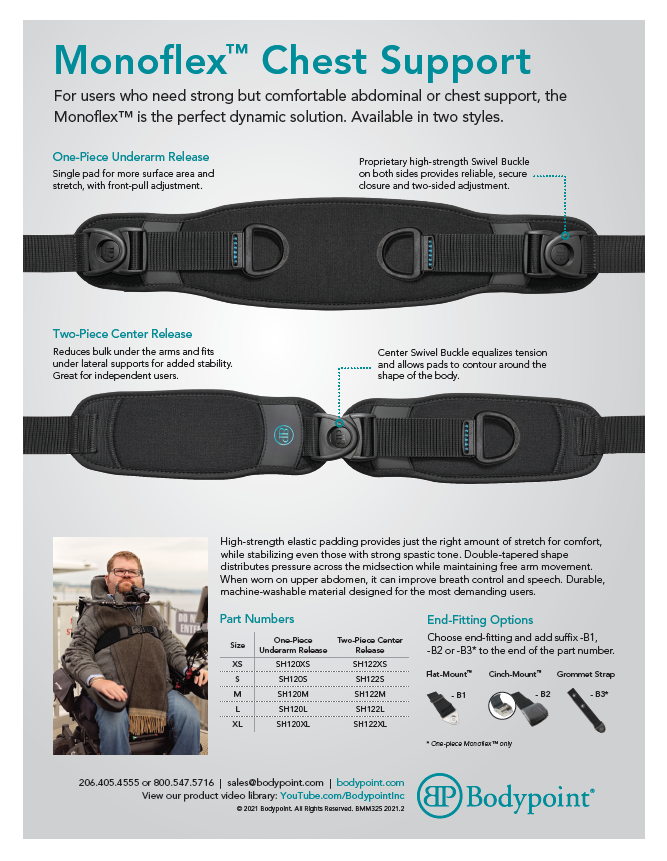 Monoflex™ Chest Support
For users who need strong but comfortable abdominal or chest support, the
Monoflex™ is the perfect dynamic solution. Available in two styles.
One-Piece Underarm Release
Single pad for more surface area and
stretch, with front-pull adjustment.
Proprietary high-strength Swivel Buckle
on both sides provides reliable, secure
closure and two-sided adjustment.
Two-Piece Center Release
Reduces bulk under the arms and fits
under lateral supports for added stability.
Great for independent users.
Center Swivel Buckle equalizes tension
and allows pads to contour around the
shape of the body.
High-strength elastic padding provides just the right amount of stretch for comfort,
while stabilizing even those with strong spastic tone. Double-tapered shape
distributes pressure across the midsection while maintaining free arm movement.
When worn on upper abdomen, it can improve breath control and speech. Durable,
machine-washable material designed for the most demanding users.
Part Numbers
Size One-Piece Underarm Release Two-Piece Center Release
XS SH120XS SH122XS
S SH120S SH122S
M SH120M SH122M
L SH120L SH122L
XL SH120XL SH122XL
End-Fitting Options
Choose end-fitting and add suffix -B1,
-B2 or -B3* to the end of the part number.
Flat-Mount™ Cinch-Mount™ Grommet Strap
- B1 - B2 - B3*
* One-piece Monoflex™ only
206.405.4555 or 800.547.5716 | sales@bodypoint.com | bodypoint.com
View our product video library: YouTube.com/BodypointInc
© 2021 Bodypoint. All Rights Reserved. BMM325 2021.2
BP Bodypoint®